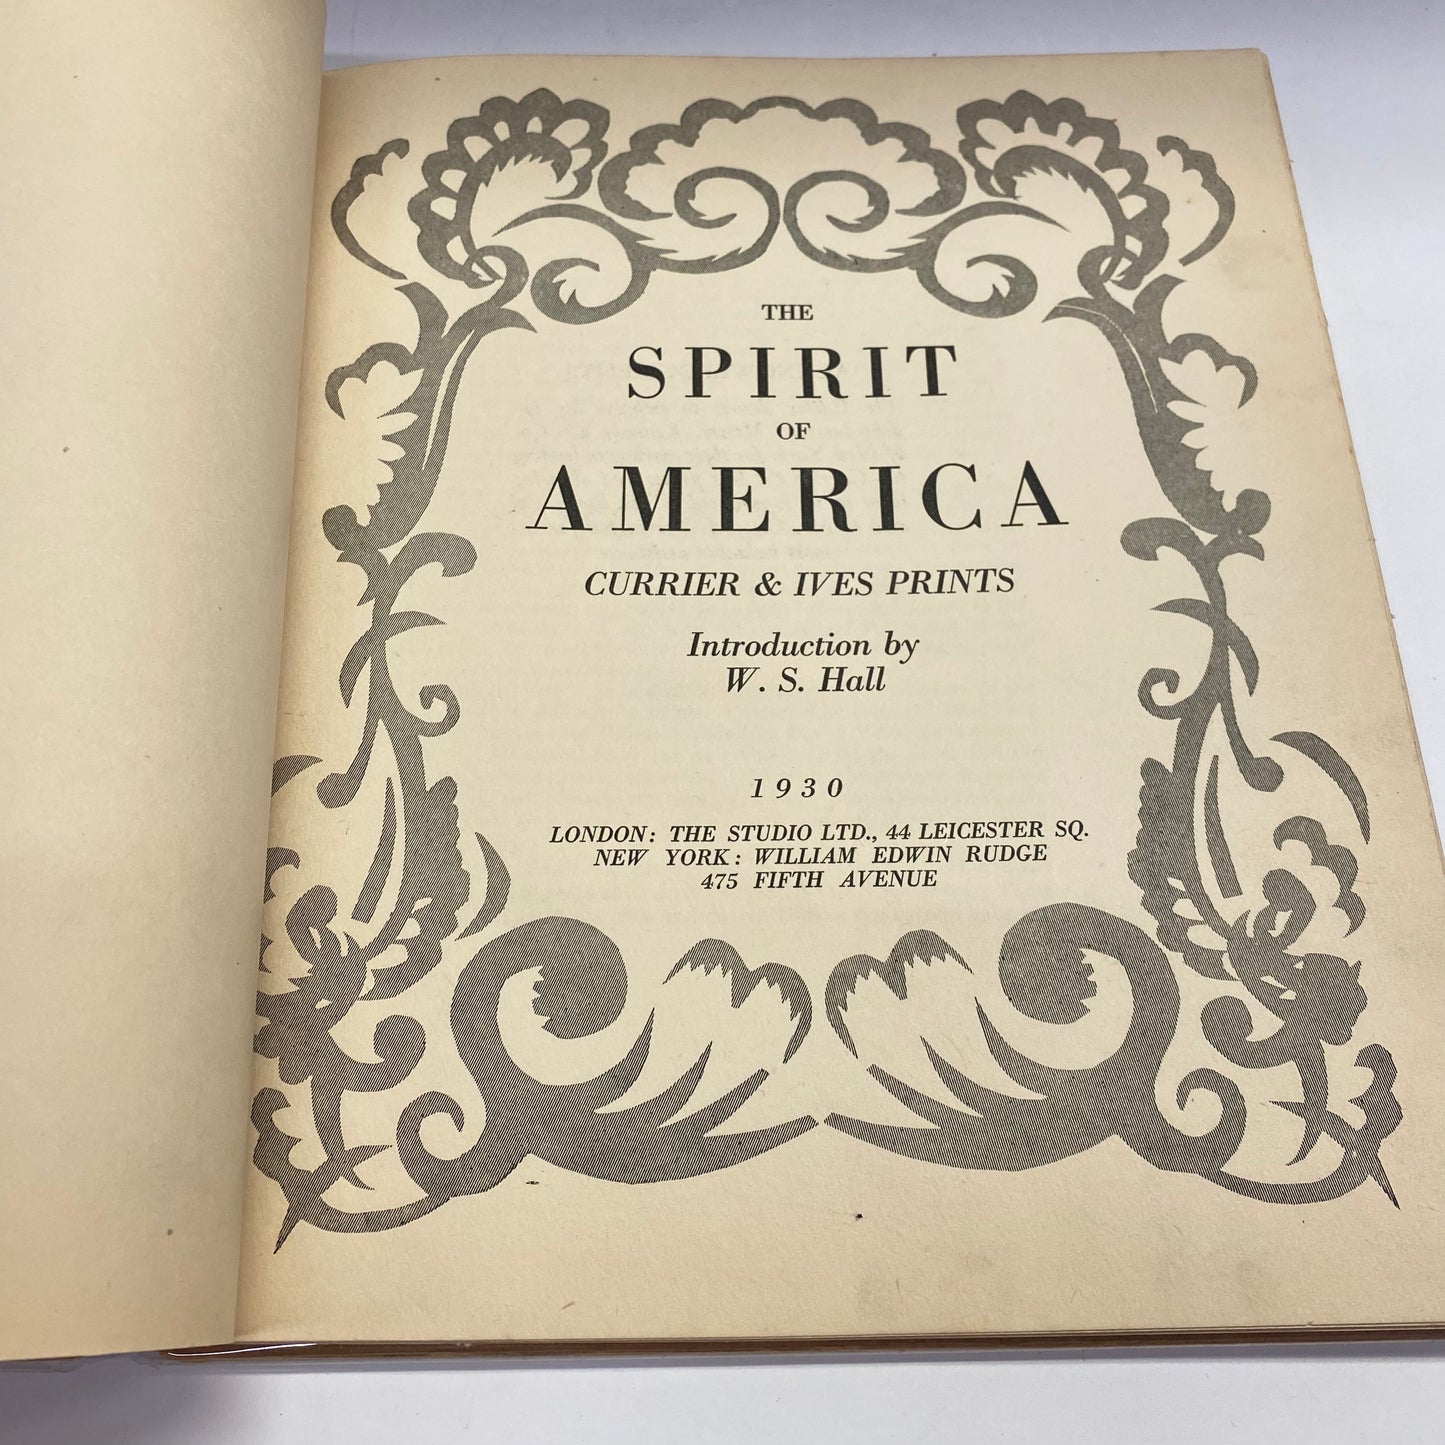 THE
SPIRIT
OF
AMERICA
CURRIER & IVES PRINTS
Introduction by
W. S. Hall
1930
LONDON: THE STUDIO LTD., 44 LEICESTER SQ.
NEW YORK: WILLIAM EDWIN RUDGE
475 FIFTH AVENUE